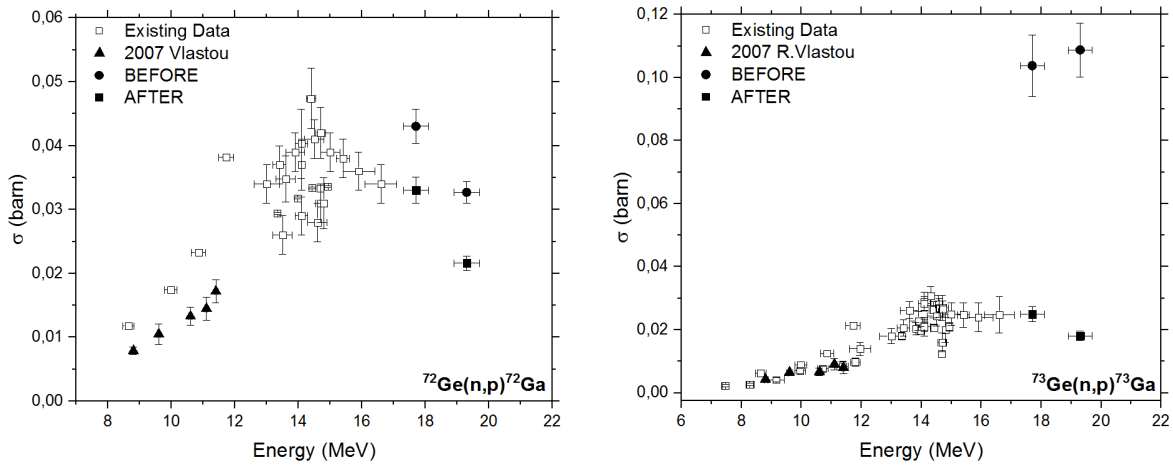 0,06
0,05
0,04
0,03
0,02
0,01
0,00
σ (barn)
Existing Data
2007 Vlastou
BEFORE
AFTER
⁷²Ge(n,p)⁷²Ga
8 10 12 14 16 18 20 22
Energy (MeV)
0,12
0,10
0,08
0,06
0,04
0,02
0,00
σ (barn)
Existing Data
2007 R.Vlastou
BEFORE
AFTER
⁷³Ge(n,p)⁷³Ga
6 8 10 12 14 16 18 20 22
Energy (MeV)